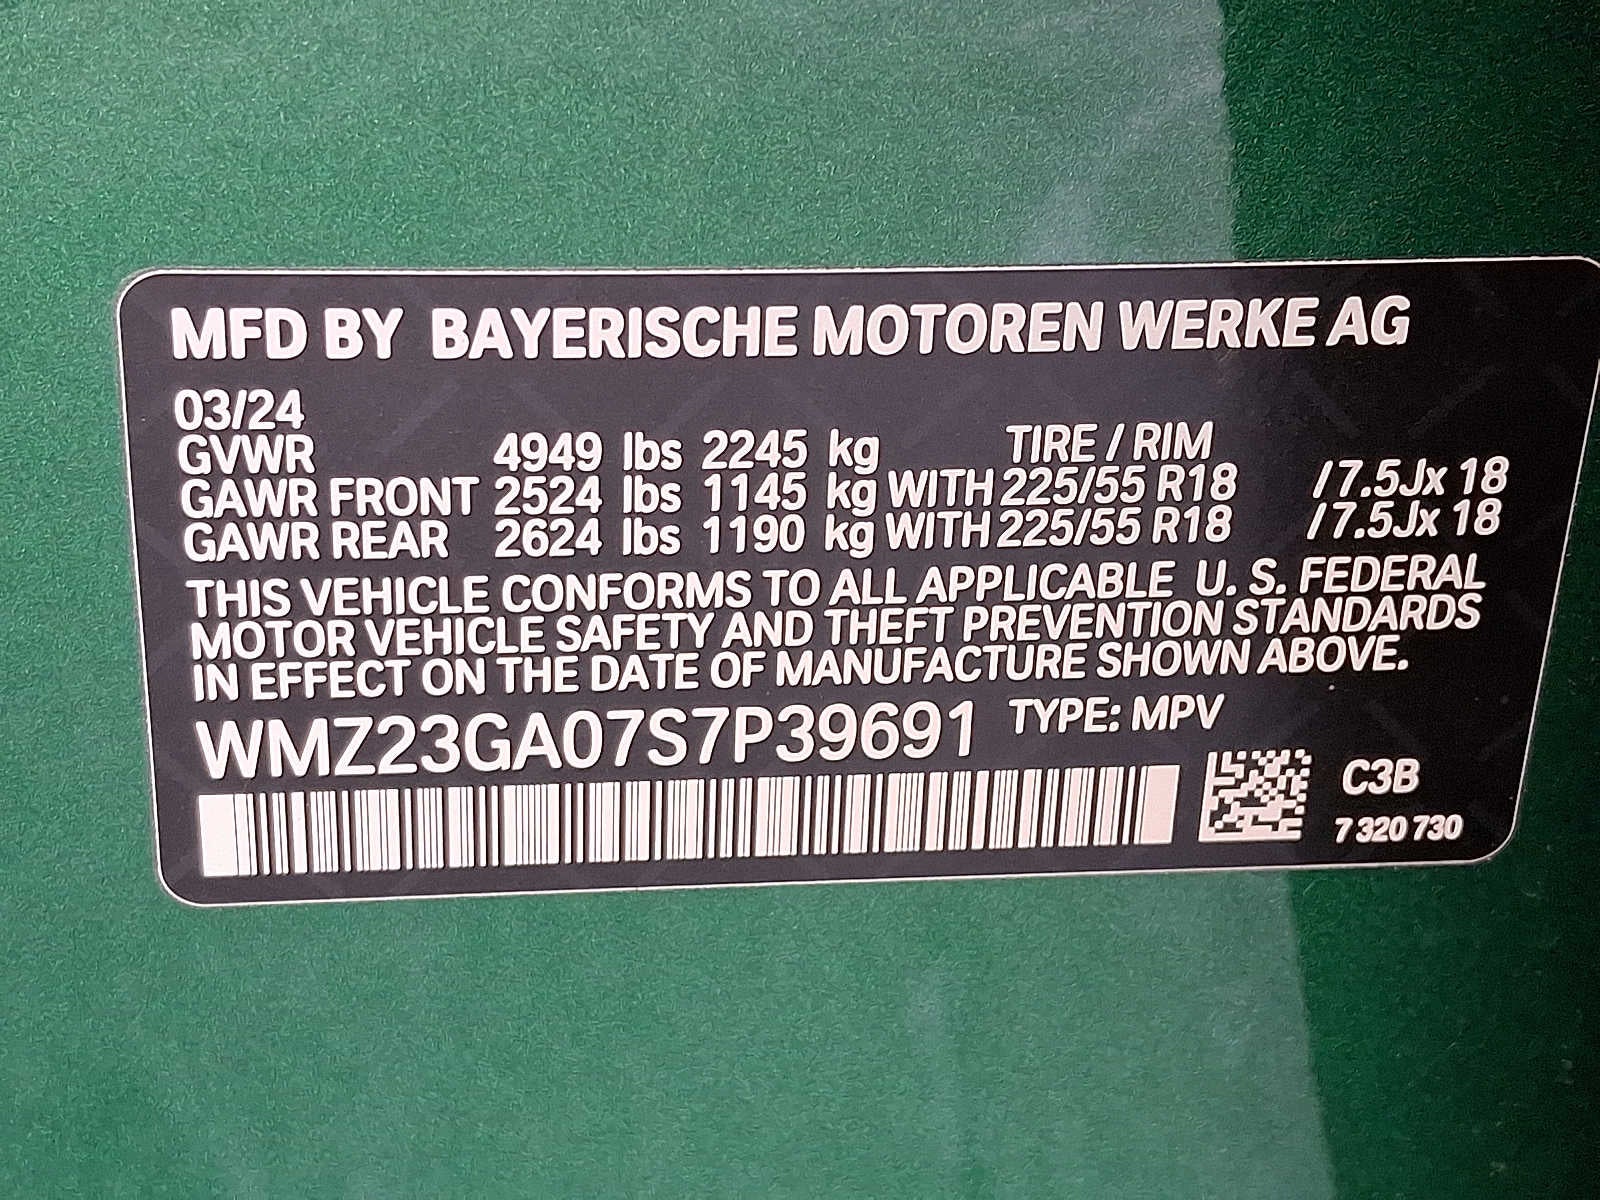 MFD BY BAYERISCHE MOTOREN WERKE AG
03/24
GVWR 4949 lbs 2245 kg TIRE / RIM
GAWR FRONT 2524 lbs 1145 kg WITH 225/55 R18 /7.5Jx 18
GAWR REAR 2624 lbs 1190 kg WITH 225/55 R18 /7.5Jx 18
THIS VEHICLE CONFORMS TO ALL APPLICABLE U. S. FEDERAL
MOTOR VEHICLE SAFETY AND THEFT PREVENTION STANDARDS
IN EFFECT ON THE DATE OF MANUFACTURE SHOWN ABOVE.
WMZ23GA07S7P39691 TYPE: MPV
C3B
7 320 730